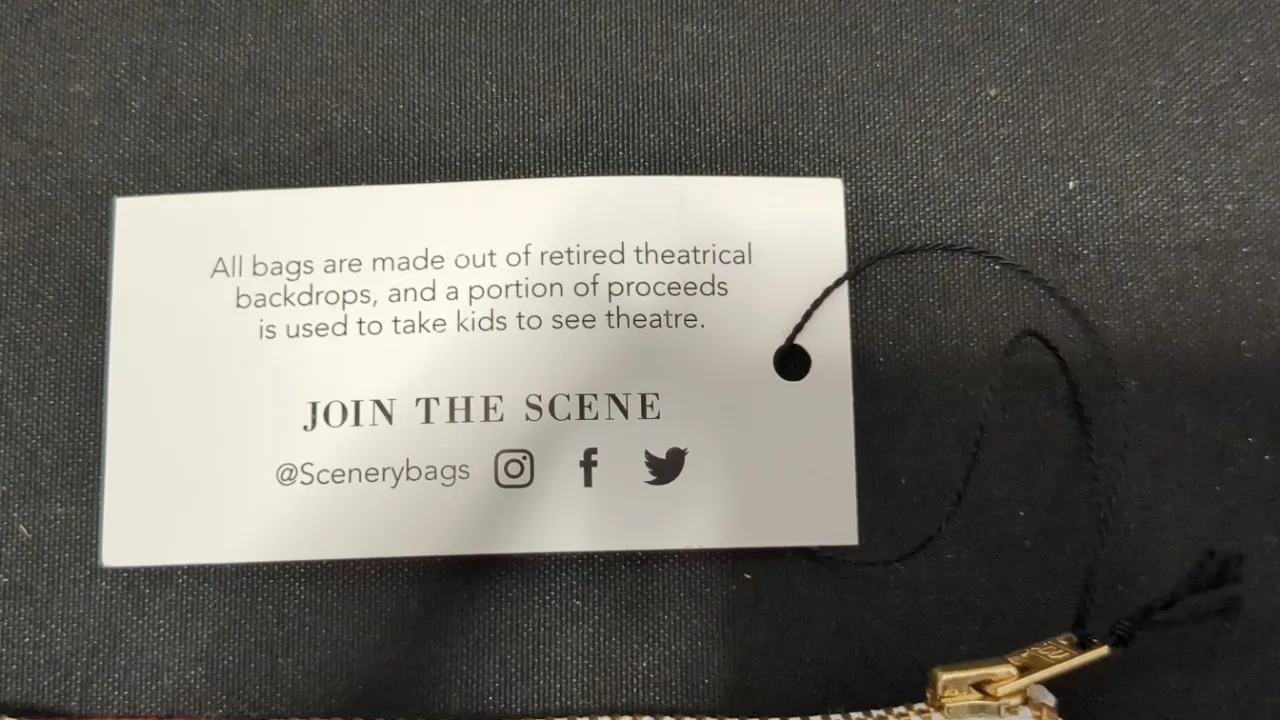 All bags are made out of retired theatrical
backdrops, and a portion of proceeds
is used to take kids to see theatre.
JOIN THE SCENE
@Scenerybags